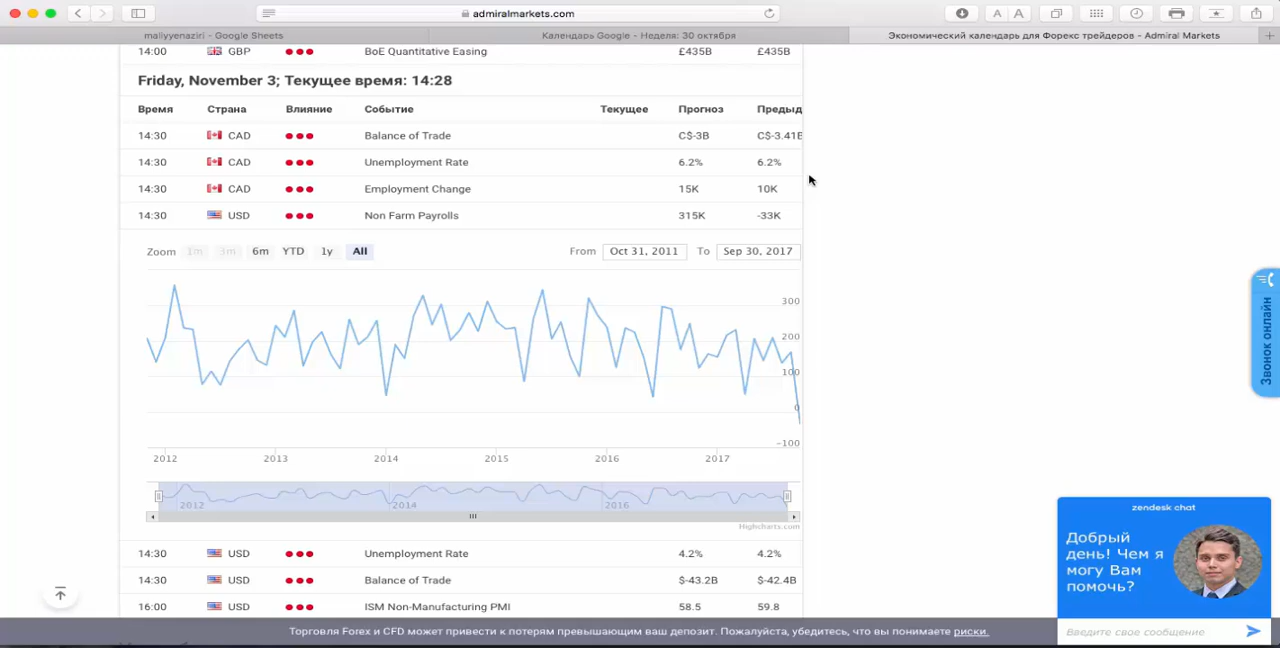 admiralmarkets.com
A A
maliyyenaziri - Google Sheets
Календарь Google - Неделя: 30 октября
Экономический календарь для Форекс трейдеров - Admiral Markets
14:00 GBP BoE Quantitative Easing £435B £435B
Friday, November 3; Текущее время: 14:28
Время Страна Влияние Событие Текущее Прогноз Предыд
14:30 CAD Balance of Trade C$-3B C$-3.41B
14:30 CAD Unemployment Rate 6.2% 6.2%
14:30 CAD Employment Change 15K 10K
14:30 USD Non Farm Payrolls 315K -33K
Zoom 1m 3m 6m YTD 1y All From Oct 31, 2011 To Sep 30, 2017
300
200
100
0
-100
2012 2013 2014 2015 2016 2017
2012 2014 2016
Highcharts.com
14:30 USD Unemployment Rate 4.2% 4.2%
14:30 USD Balance of Trade $-43.2B $-42.4B
16:00 USD ISM Non-Manufacturing PMI 58.5 59.8
Торговля Forex и CFD может привести к потерям превышающим ваш депозит. Пожалуйста, убедитесь, что вы понимаете риски.
Звонок онлайн
zendesk chat
Добрый
день! Чем я
могу Вам
помочь?
Введите свое сообщение